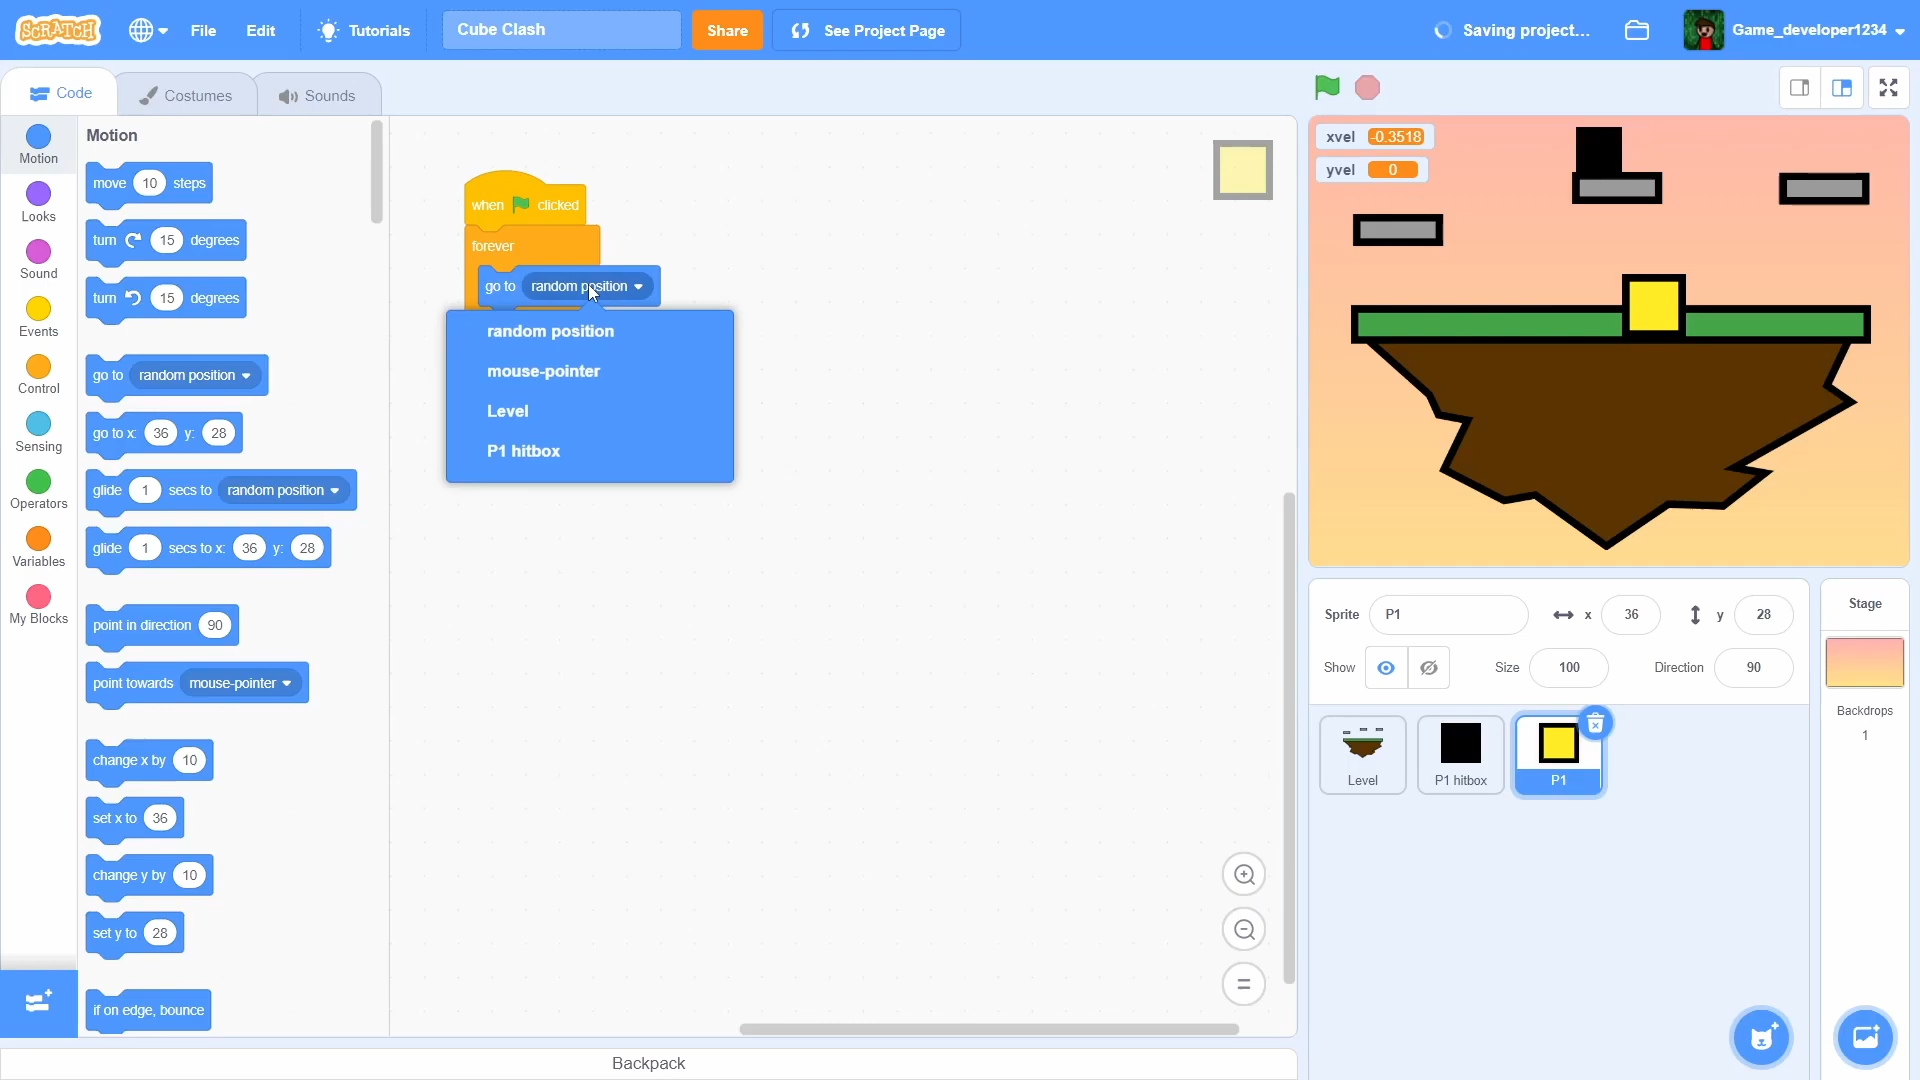 SCRATCH
File
Edit
Tutorials
Cube Clash
Share
See Project Page
Saving project...
Game_developer1234
Code
Costumes
Sounds
Motion
Looks
Sound
Events
Control
Sensing
Operators
Variables
My Blocks
Motion
move 10 steps
turn 15 degrees
turn 15 degrees
go to random position
go to x: 36 y: 28
glide 1 secs to random position
glide 1 secs to x: 36 y: 28
point in direction 90
point towards mouse-pointer
change x by 10
set x to 36
change y by 10
set y to 28
if on edge, bounce
when clicked
forever
go to random position
random position
mouse-pointer
Level
P1 hitbox
xvel -0.3518
yvel 0
Sprite P1 x 36 y 28
Show Size 100 Direction 90
Level
P1 hitbox
P1
Stage
Backdrops
1
Backpack